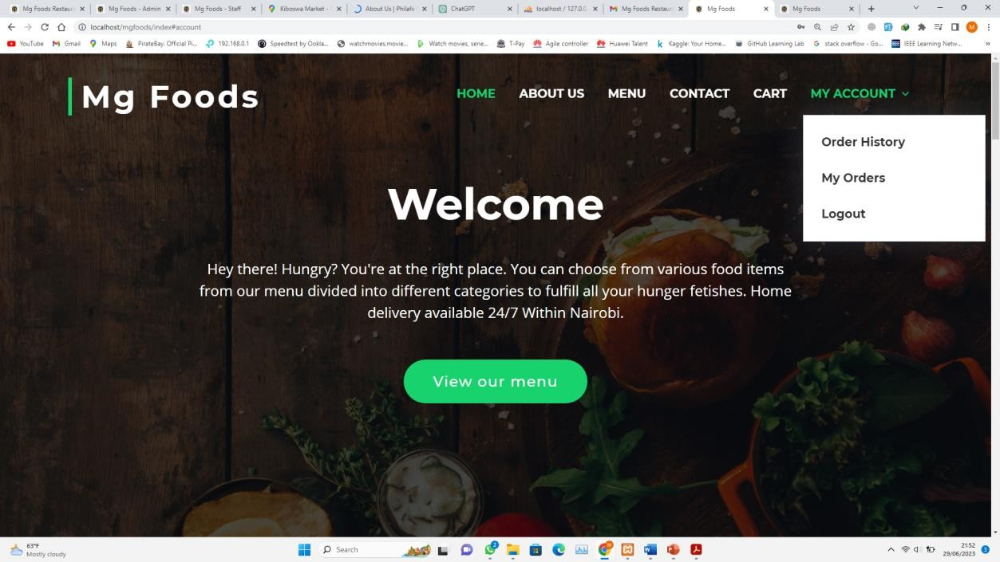 Mg Foods Restaur
Mg Foods - Admin
Mg Foods - Staff
Kiboswa Market -
About Us | Philafe
ChatGPT
localhost / 127.0.0.
Mg Foods Restaur
Mg Foods
Mg Foods
localhost/mgfoods/index#account
YouTube
Gmail
Maps
PirateBay. Official Pi...
192.168.0.1
Speedtest by Ookla...
watchmovies.movie...
Watch movies, serie...
T-Pay
Agile controller
Huawei Talent
Kaggle: Your Home...
GitHub Learning Lab
stack overflow - Go...
IEEE Learning Netw...
»
Mg Foods
HOME
ABOUT US
MENU
CONTACT
CART
MY ACCOUNT
Order History
My Orders
Logout
Welcome
Hey there! Hungry? You're at the right place. You can choose from various food items
from our menu divided into different categories to fulfill all your hunger fetishes. Home
delivery available 24/7 Within Nairobi.
View our menu
63°F
Mostly cloudy
Search
2
21:52
29/06/2023
3